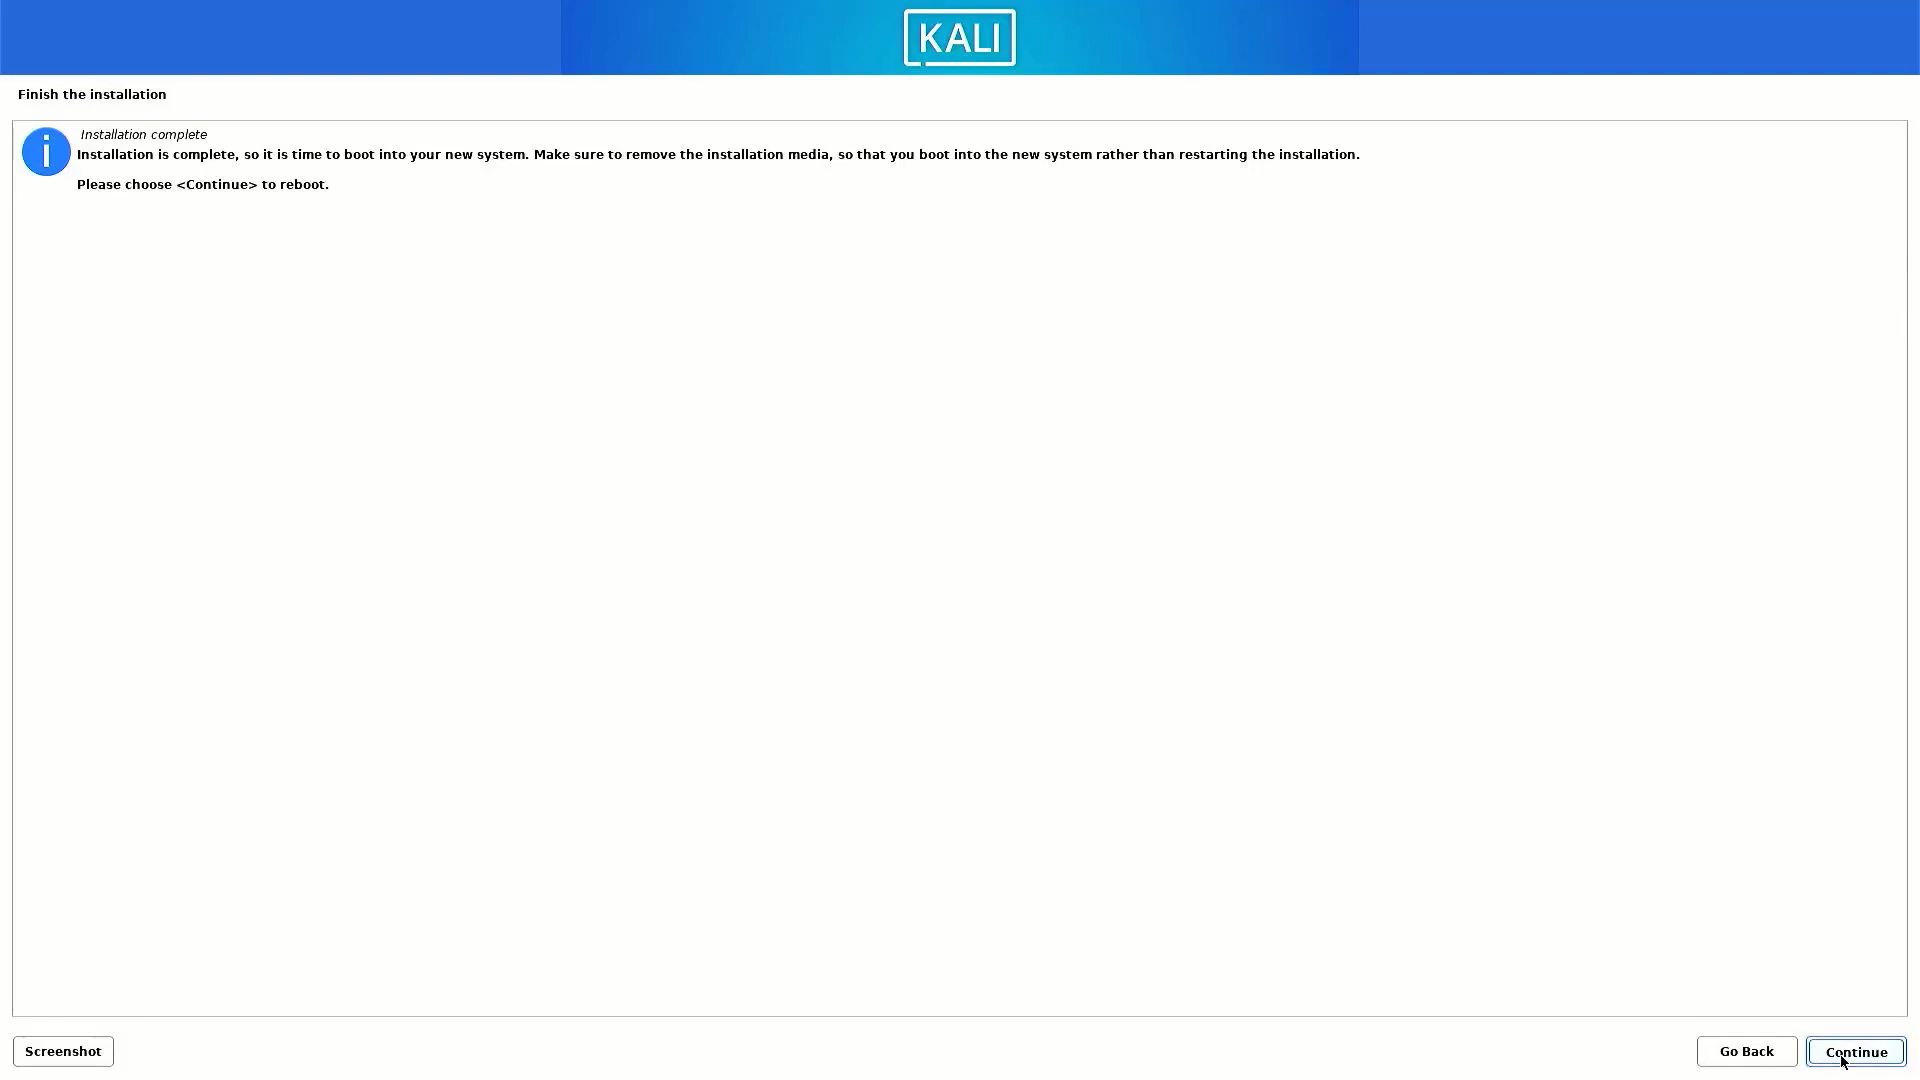 KALI
Finish the installation
Installation complete
Installation is complete, so it is time to boot into your new system. Make sure to remove the installation media, so that you boot into the new system rather than restarting the installation.
Please choose <Continue> to reboot.
Screenshot
Go Back
Continue